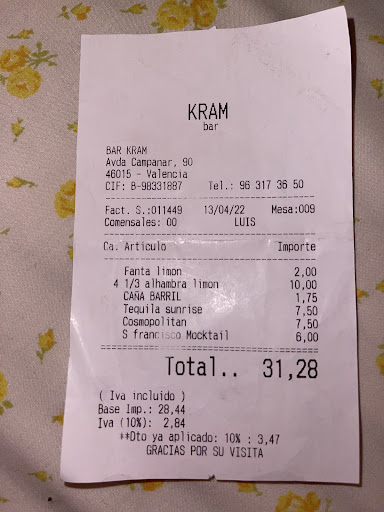 KRAM
bar
BAR KRAM
Avda Campanar, 90
46015 - Valencia
CIF: B-98331887 Tel.: 96 317 36 50
Fact. S.:011449 13/04/22 Mesa:009
Comensales: 00 LUIS
Ca. Artículo Importe
Fanta limon 2,00
4 1/3 alhambra limon 10,00
CAÑA BARRIL 1,75
Tequila sunrise 7,50
Cosmopolitan 7,50
S francisco Mocktail 6,00
Total.. 31,28
( Iva incluido )
Base Imp.: 28,44
Iva (10%): 2,84
**Dto ya aplicado: 10% : 3,47
GRACIAS POR SU VISITA